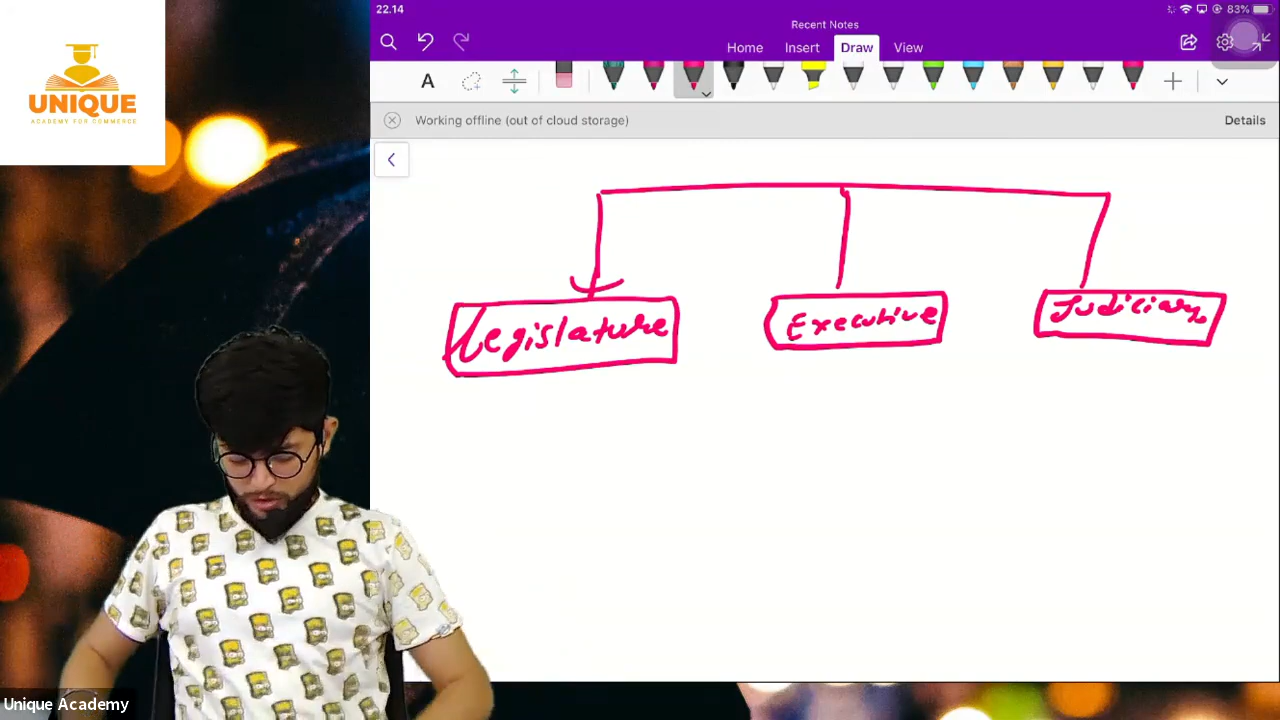 22.14
83%
Recent Notes
Home Insert Draw View
A
Working offline (out of cloud storage)
Details
UNIQUE
ACADEMY FOR COMMERCE
Legislature
Executive
Judiciary
Unique Academy